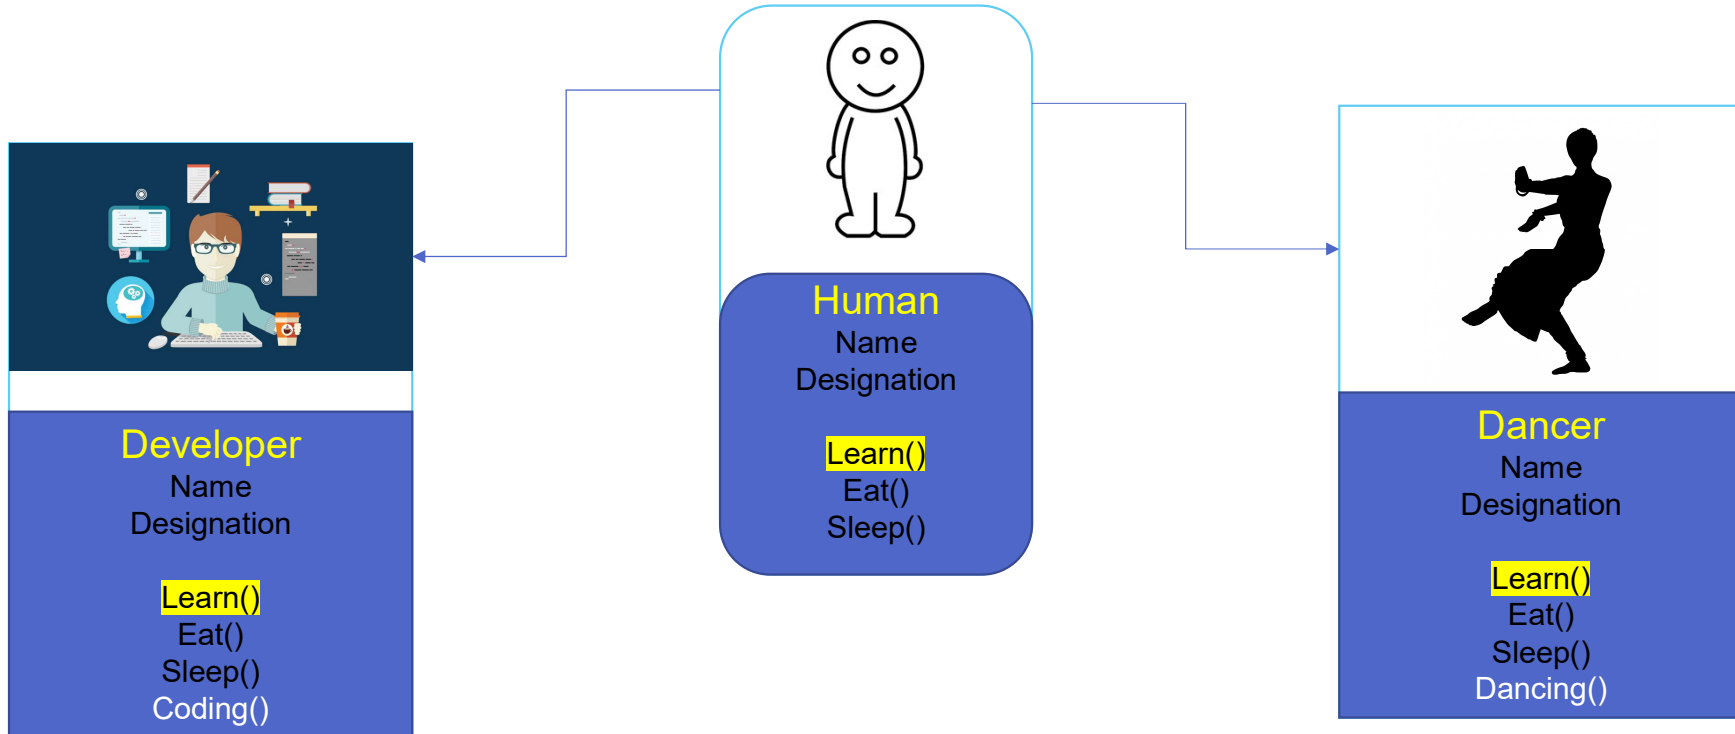 Human
Name
Designation
Learn()
Eat()
Sleep()
Developer
Name
Designation
Learn()
Eat()
Sleep()
Coding()
Dancer
Name
Designation
Learn()
Eat()
Sleep()
Dancing()